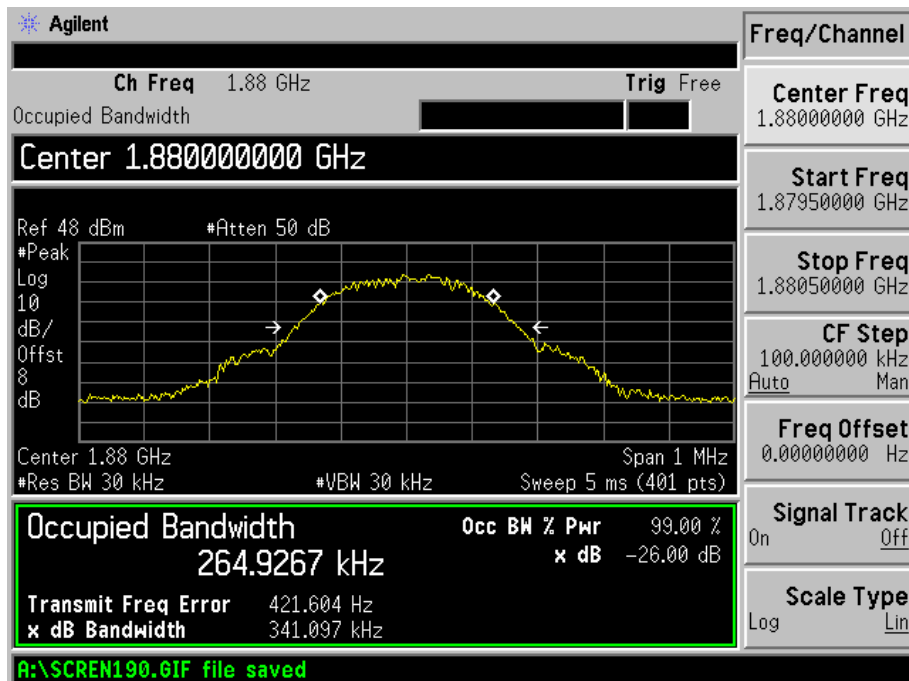 Agilent
Freq/Channel
Ch Freq 1.88 GHz Trig Free
Occupied Bandwidth
Center 1.880000000 GHz
Ref 48 dBm #Atten 50 dB
#Peak
Log
10
dB/
Offst
8
dB
Center 1.88 GHz Span 1 MHz
#Res BW 30 kHz #VBW 30 kHz Sweep 5 ms (401 pts)
Occupied Bandwidth
264.9267 kHz
Occ BW % Pwr 99.00 %
x dB -26.00 dB
Transmit Freq Error 421.604 Hz
x dB Bandwidth 341.097 kHz
A:\SCREN190.GIF file saved
Center Freq
1.88000000 GHz
Start Freq
1.87950000 GHz
Stop Freq
1.88050000 GHz
CF Step
100.000000 kHz
Auto Man
Freq Offset
0.00000000 Hz
Signal Track
On Off
Scale Type
Log Lin